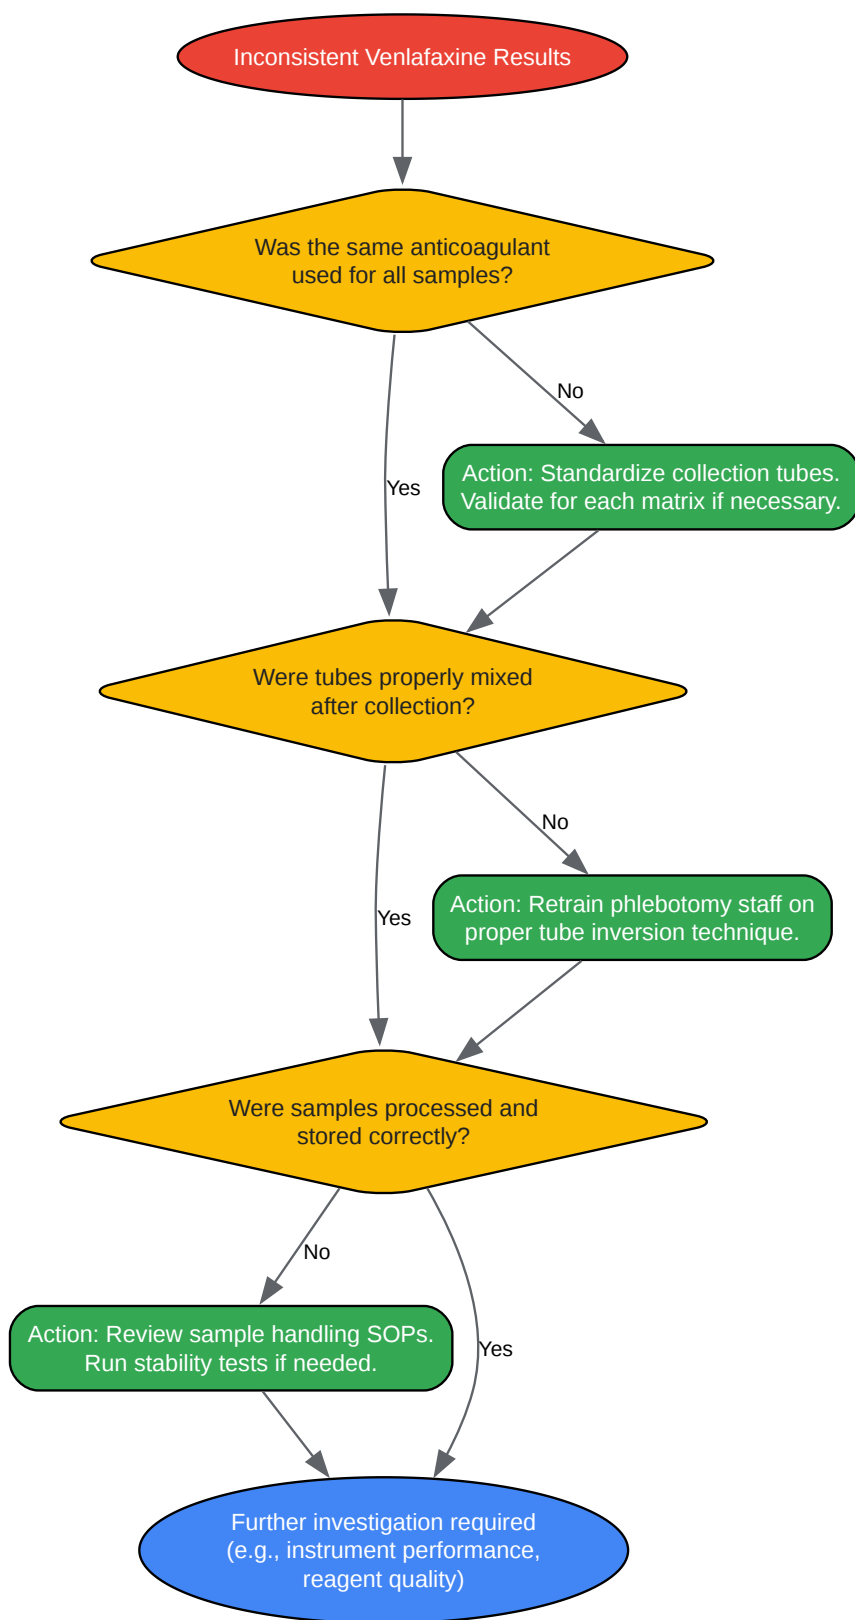 Inconsistent Venlafaxine Results
Was the same anticoagulant
used for all samples?
No
Action: Standardize collection tubes.
Validate for each matrix if necessary.
Yes
Were tubes properly mixed
after collection?
No
Action: Retrain phlebotomy staff on
proper tube inversion technique.
Yes
Were samples processed and
stored correctly?
No
Action: Review sample handling SOPs.
Run stability tests if needed.
Yes
Further investigation required
(e.g., instrument performance,
reagent quality)